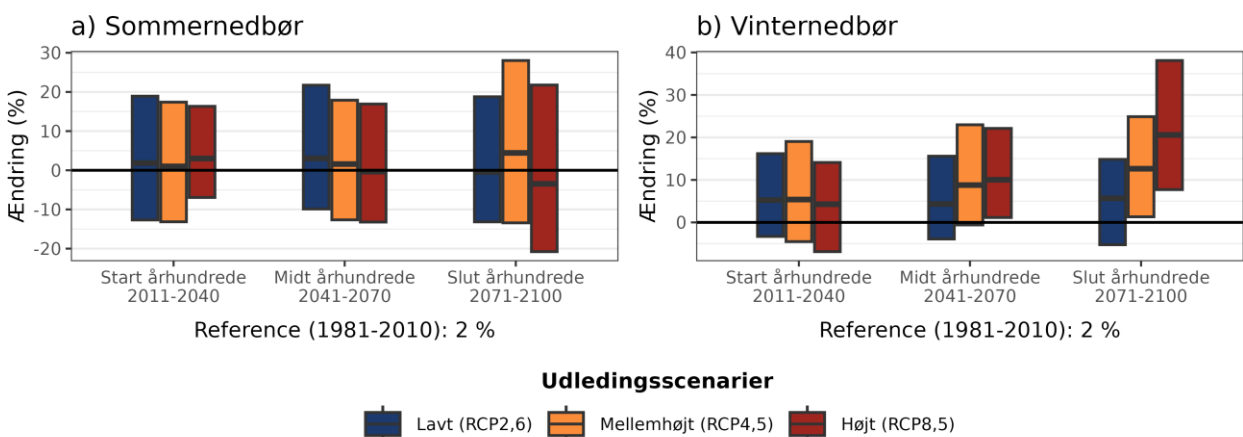 a) Sommernedbør
b) Vinternedbør
Ændring (%)
30
20
10
0
-10
-20
Start århundrede
2011-2040
Midt århundrede
2041-2070
Slut århundrede
2071-2100
Reference (1981-2010): 2 %
Ændring (%)
40
30
20
10
0
Start århundrede
2011-2040
Midt århundrede
2041-2070
Slut århundrede
2071-2100
Reference (1981-2010): 2 %
Udledingsscenarier
Lavt (RCP2,6)
Mellemhøjt (RCP4,5)
Højt (RCP8,5)